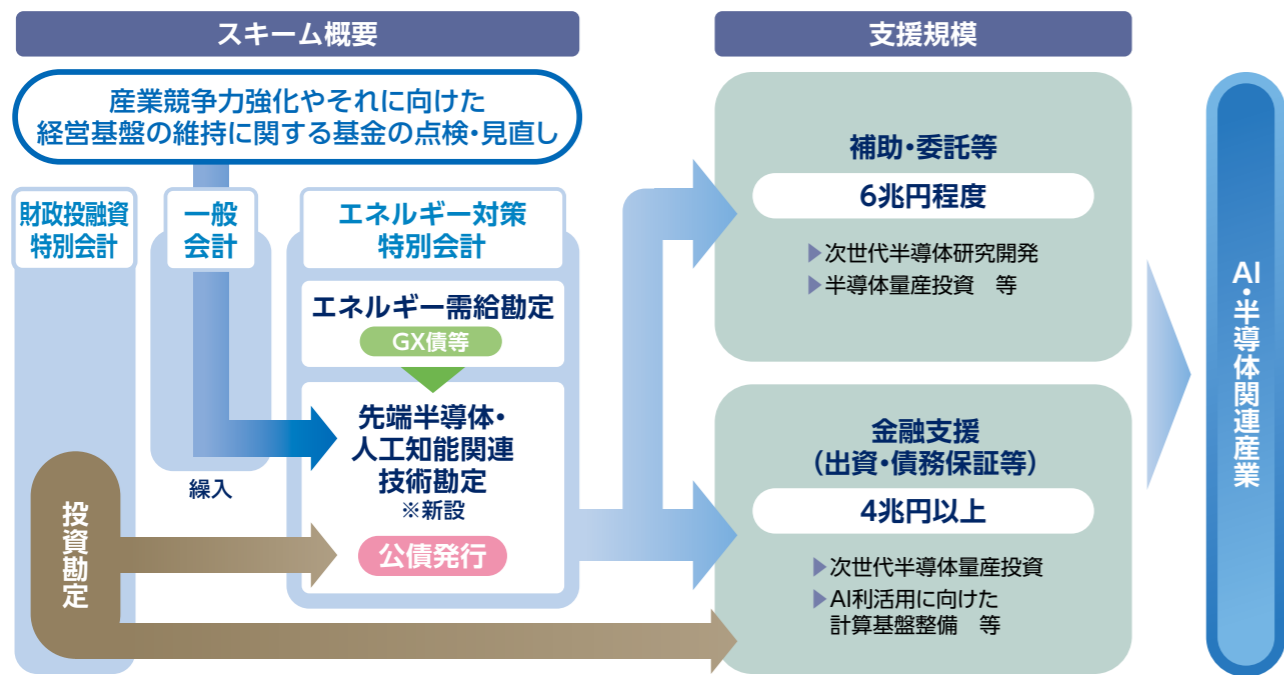 スキーム概要
産業競争力強化やそれに向けた
経営基盤の維持に関する基金の点検・見直し
財政投融資
特別会計
一般
会計
エネルギー対策
特別会計
エネルギー需給勘定
GX債等
先端半導体・
人工知能関連
技術勘定
※新設
公債発行
繰入
投資勘定
支援規模
補助・委託等
6兆円程度
▶次世代半導体研究開発
▶半導体量産投資　等
金融支援
（出資・債務保証等）
4兆円以上
▶次世代半導体量産投資
▶AI利活用に向けた
計算基盤整備　等
AI・半導体関連産業